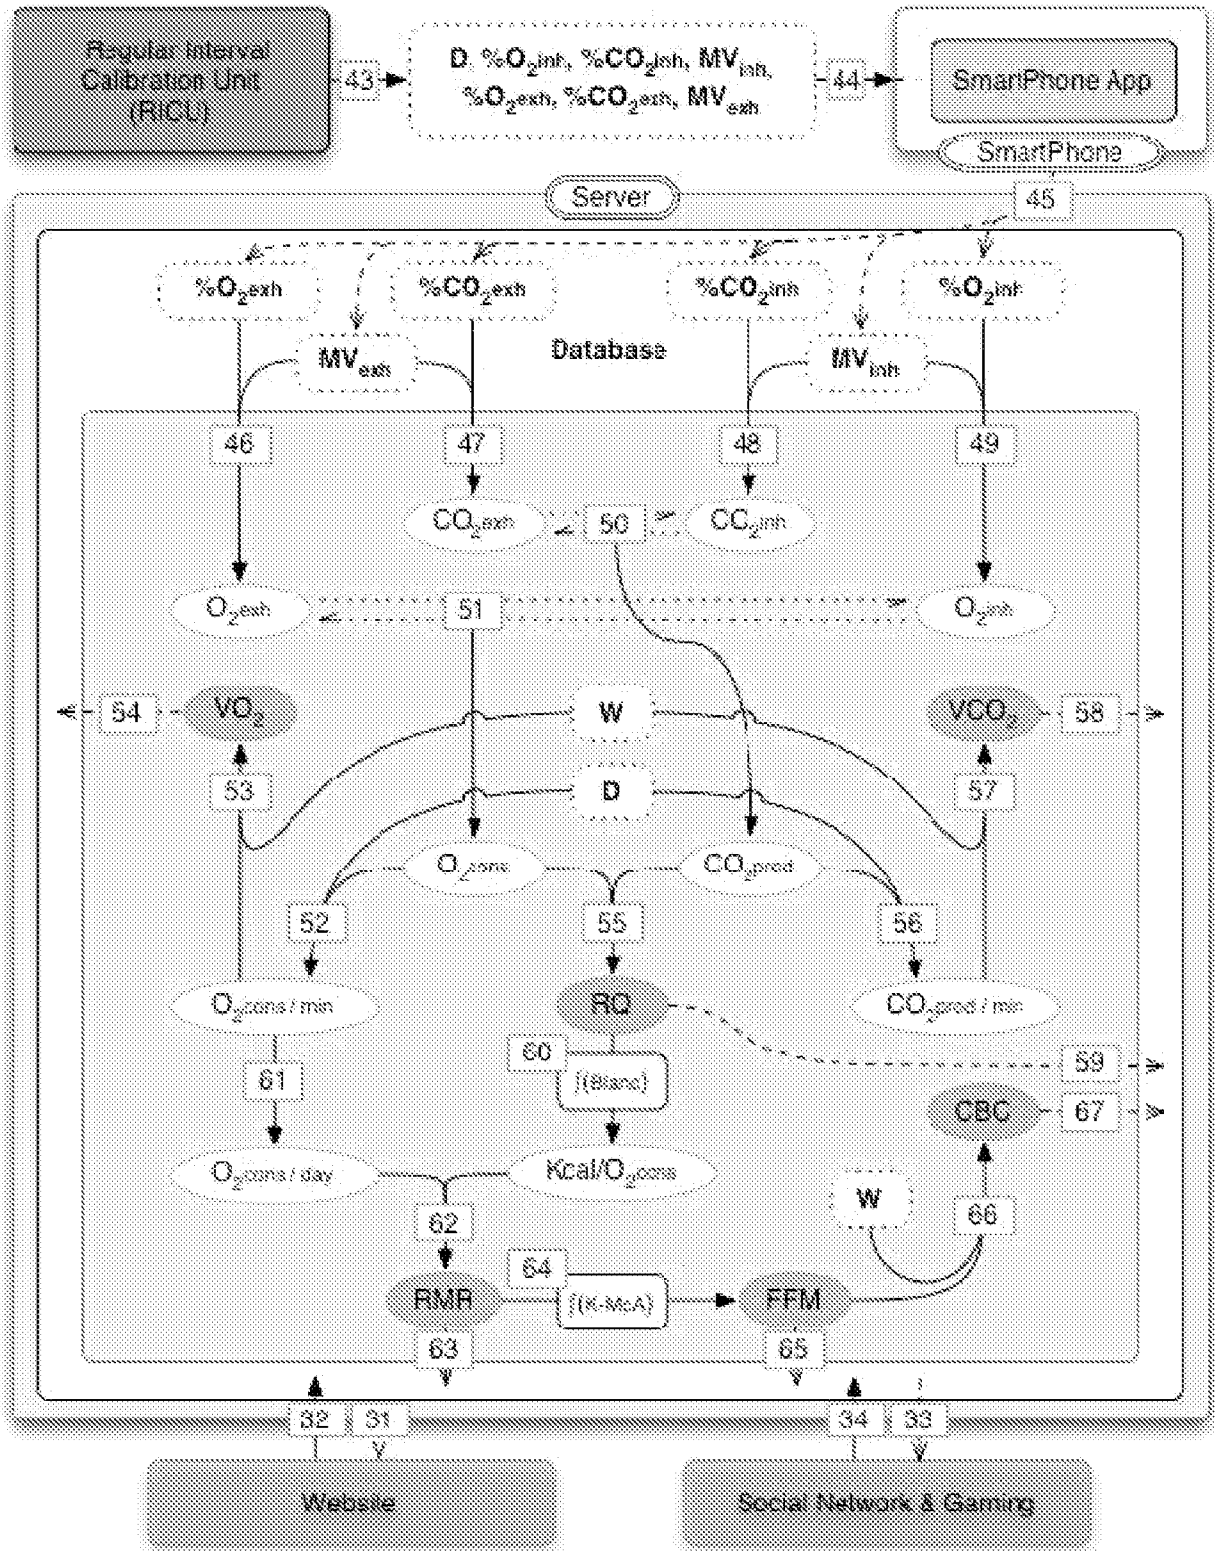 Regular Interval
Calibration Unit
(RICU)
43
D, %O₂inh, %CO₂inh, MVinh,
%O₂exh, %CO₂exh, MVexh
44
SmartPhone App
SmartPhone
45
Server
%O₂exh
%CO₂exh
%CO₂inh
%O₂inh
MVexh
Database
MVinh
46
47
48
49
CO₂exh
50
CC₂inh
O₂exh
51
O₂inh
54
VO₂
W
VCO₂
58
53
D
57
O₂cons
CO₂prod
52
55
56
O₂cons / min
RQ
CO₂prod / min
60
59
61
∫(Blanc)
CBC
67
O₂cons / day
Kcal/O₂cons
W
62
66
64
RMR
∫(K-McA)
FFM
63
65
32
31
34
33
Website
Social Network & Gaming